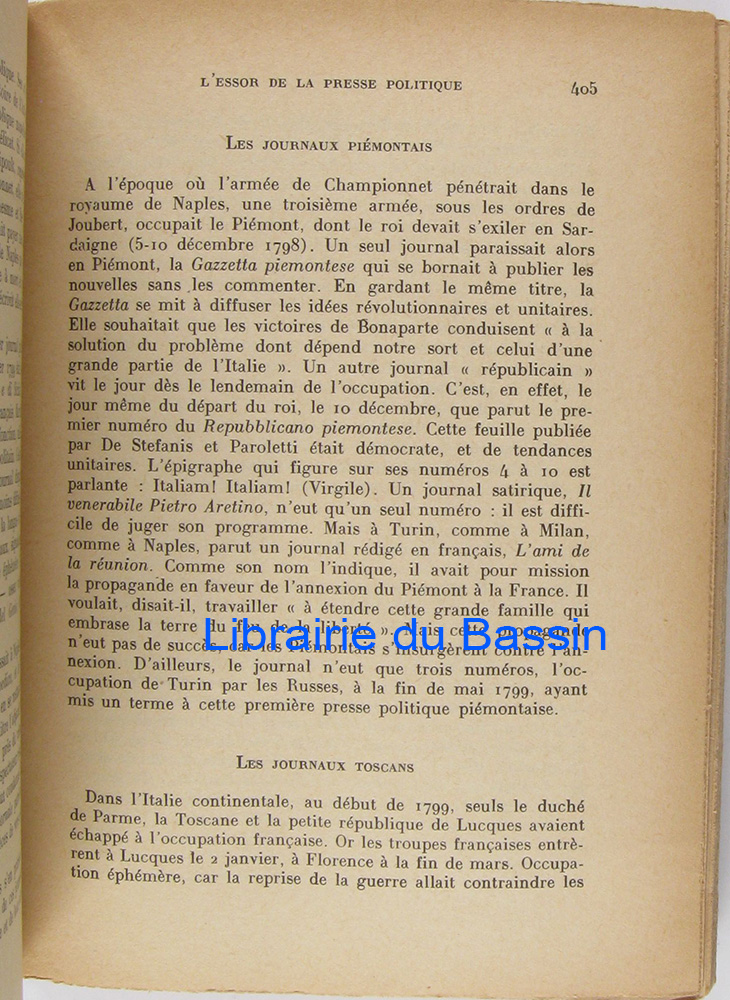 L'ESSOR DE LA PRESSE POLITIQUE 405
LES JOURNAUX PIÉMONTAIS
A l'époque où l'armée de Championnet pénétrait dans le
royaume de Naples, une troisième armée, sous les ordres de
Joubert, occupait le Piémont, dont le roi devait s'exiler en Sar-
daigne (5-10 décembre 1798). Un seul journal paraissait alors
en Piémont, la Gazzetta piemontese qui se bornait à publier les
nouvelles sans les commenter. En gardant le même titre, la
Gazzetta se mit à diffuser les idées révolutionnaires et unitaires.
Elle souhaitait que les victoires de Bonaparte conduisent « à la
solution du problème dont dépend notre sort et celui d'une
grande partie de l'Italie ». Un autre journal « républicain »
vit le jour dès le lendemain de l'occupation. C'est, en effet, le
jour même du départ du roi, le 10 décembre, que parut le pre-
mier numéro du Repubblicano piemontese. Cette feuille publiée
par De Stefanis et Paroletti était démocrate, et de tendances
unitaires. L'épigraphe qui figure sur ses numéros 4 à 10 est
parlante : Italiam! Italiam! (Virgile). Un journal satirique, Il
venerabile Pietro Aretino, n'eut qu'un seul numéro : il est diffi-
cile de juger son programme. Mais à Turin, comme à Milan,
comme à Naples, parut un journal rédigé en français, L'ami de
la réunion. Comme son nom l'indique, il avait pour mission
la propagande en faveur de l'annexion du Piémont à la France. Il
voulait, disait-il, travailler « à étendre cette grande famille qui
embrase la terre du feu de la liberté ». Mais cette propagande
n'eut pas de succès, car les Piémontais s'insurgèrent contre l'an-
nexion. D'ailleurs, le journal n'eut que trois numéros, l'oc-
cupation de Turin par les Russes, à la fin de mai 1799, ayant
mis un terme à cette première presse politique piémontaise.
Librairie du Bassin
LES JOURNAUX TOSCANS
Dans l'Italie continentale, au début de 1799, seuls le duché
de Parme, la Toscane et la petite république de Lucques avaient
échappé à l'occupation française. Or les troupes françaises entrè-
rent à Lucques le 2 janvier, à Florence à la fin de mars. Occupa-
tion éphémère, car la reprise de la guerre allait contraindre les